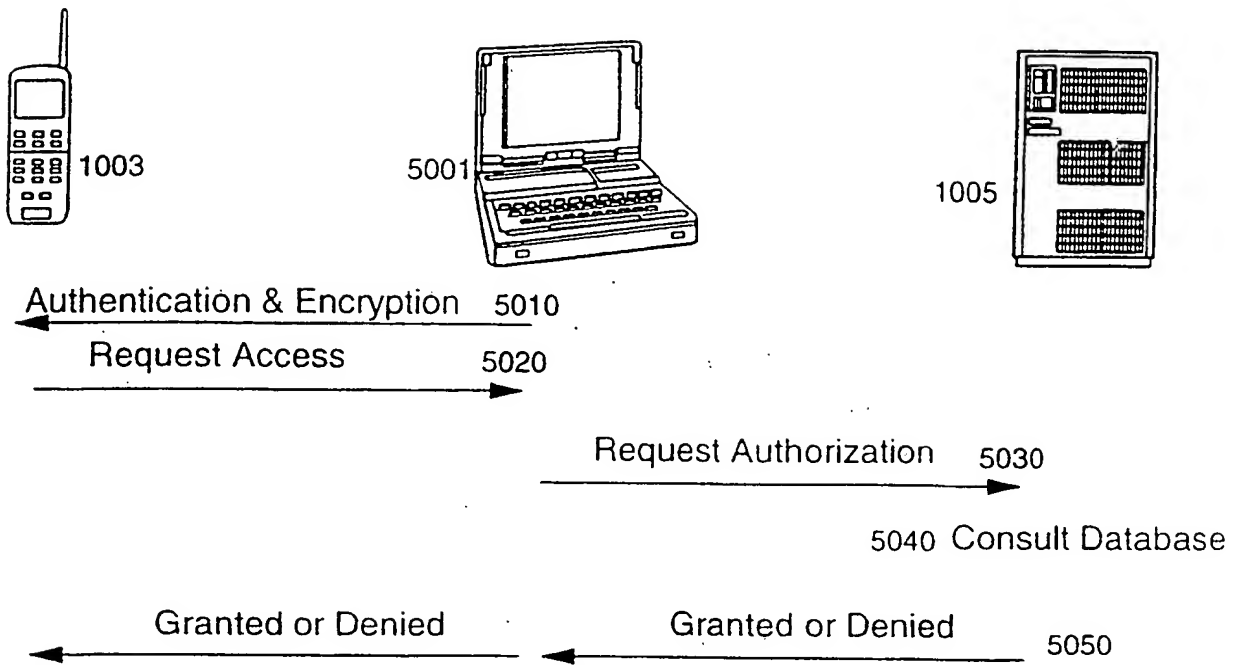 1003
5001
1005
Authentication & Encryption 5010
Request Access 5020
Request Authorization 5030
5040 Consult Database
Granted or Denied Granted or Denied 5050